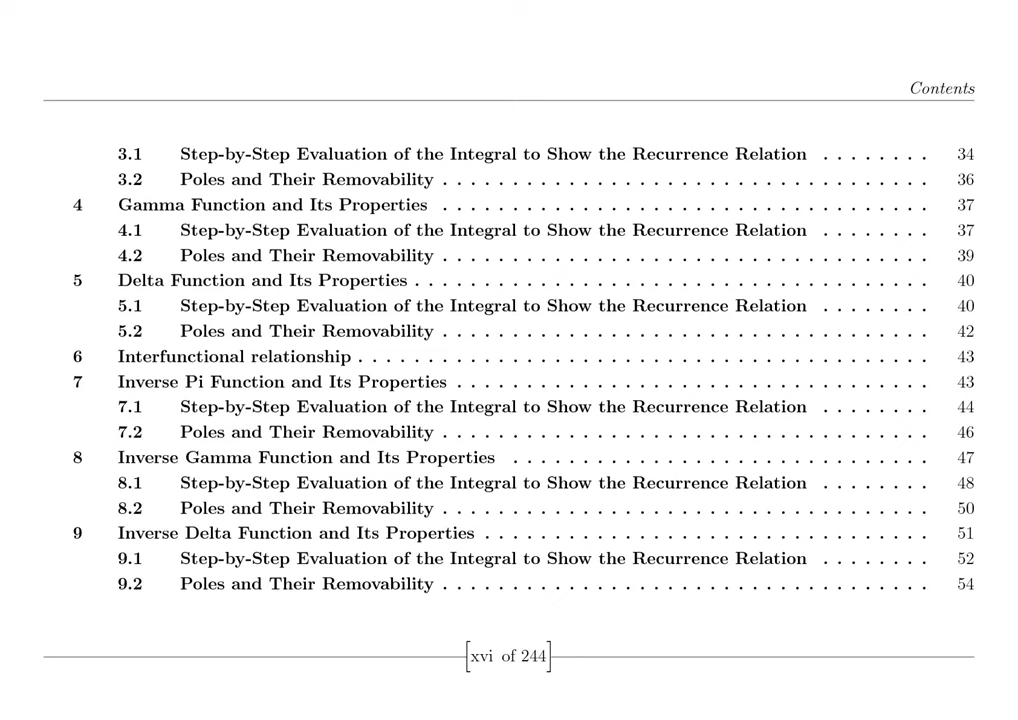 Contents
3.1 Step-by-Step Evaluation of the Integral to Show the Recurrence Relation . . . . . . . . 34
3.2 Poles and Their Removability . . . . . . . . . . . . . . . . . . . . . . . . . . . . . . . . . . . 36
4 Gamma Function and Its Properties . . . . . . . . . . . . . . . . . . . . . . . . . . . . . . . . . . . 37
4.1 Step-by-Step Evaluation of the Integral to Show the Recurrence Relation . . . . . . . . 37
4.2 Poles and Their Removability . . . . . . . . . . . . . . . . . . . . . . . . . . . . . . . . . . . 39
5 Delta Function and Its Properties . . . . . . . . . . . . . . . . . . . . . . . . . . . . . . . . . . . . . 40
5.1 Step-by-Step Evaluation of the Integral to Show the Recurrence Relation . . . . . . . . 40
5.2 Poles and Their Removability . . . . . . . . . . . . . . . . . . . . . . . . . . . . . . . . . . . 42
6 Interfunctional relationship . . . . . . . . . . . . . . . . . . . . . . . . . . . . . . . . . . . . . . . . . 43
7 Inverse Pi Function and Its Properties . . . . . . . . . . . . . . . . . . . . . . . . . . . . . . . . . . 43
7.1 Step-by-Step Evaluation of the Integral to Show the Recurrence Relation . . . . . . . . 44
7.2 Poles and Their Removability . . . . . . . . . . . . . . . . . . . . . . . . . . . . . . . . . . . 46
8 Inverse Gamma Function and Its Properties . . . . . . . . . . . . . . . . . . . . . . . . . . . . . . 47
8.1 Step-by-Step Evaluation of the Integral to Show the Recurrence Relation . . . . . . . . 48
8.2 Poles and Their Removability . . . . . . . . . . . . . . . . . . . . . . . . . . . . . . . . . . . 50
9 Inverse Delta Function and Its Properties . . . . . . . . . . . . . . . . . . . . . . . . . . . . . . . . 51
9.1 Step-by-Step Evaluation of the Integral to Show the Recurrence Relation . . . . . . . . 52
9.2 Poles and Their Removability . . . . . . . . . . . . . . . . . . . . . . . . . . . . . . . . . . . 54
[xvi of 244]